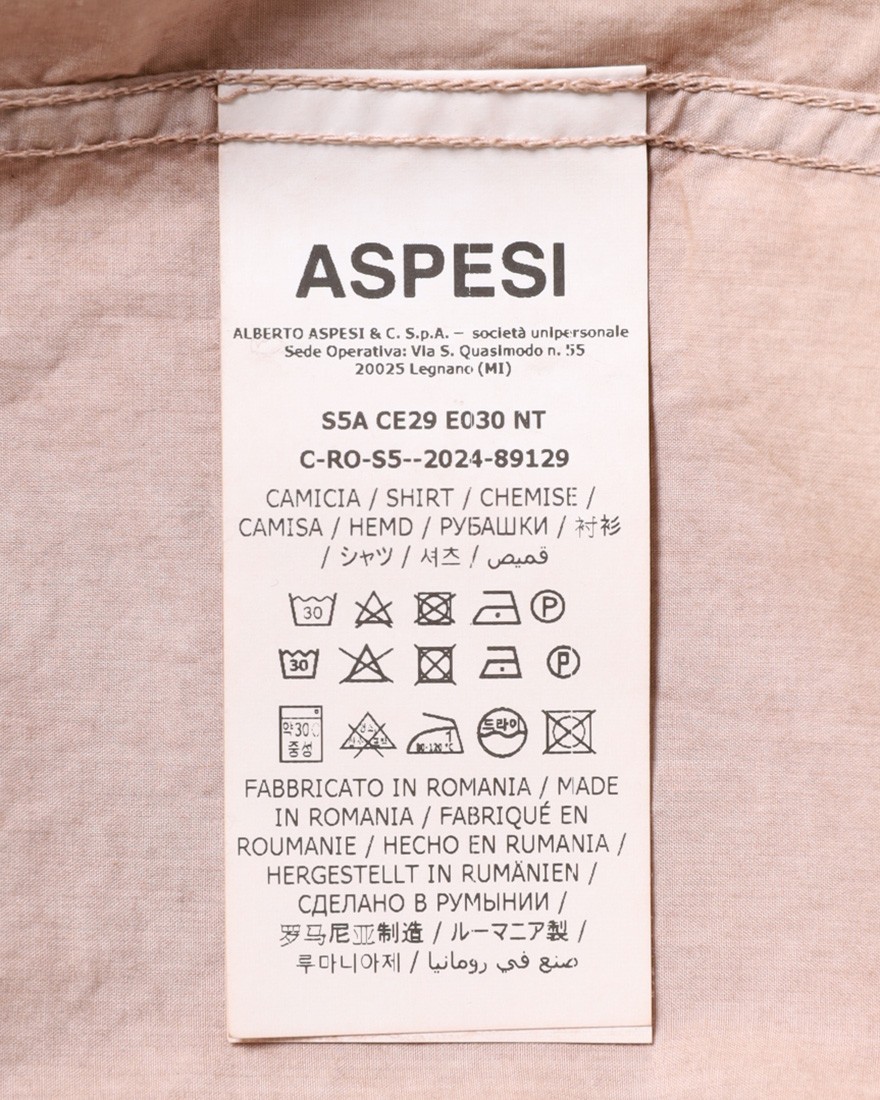 ASPESI
ALBERTO ASPESI & C. S.p.A. – società unipersonale
Sede Operativa: Via S. Quasimodo n. 55
20025 Legnano (MI)
S5A CE29 E030 NT
C-RO-S5--2024-89129
CAMICIA / SHIRT / CHEMISE /
CAMISA / HEMD / РУБАШКИ / 衬衫
/ シャツ / 셔츠 / قميص
30 P
30 P
약30 드라이
중성 80-120℃
FABBRICATO IN ROMANIA / MADE
IN ROMANIA / FABRIQUÉ EN
ROUMANIE / HECHO EN RUMANIA /
HERGESTELLT IN RUMÄNIEN /
СДЕЛАНО В РУМЫНИИ /
罗马尼亚制造 / ルーマニア製 /
루마니아제 / صنع في رومانيا